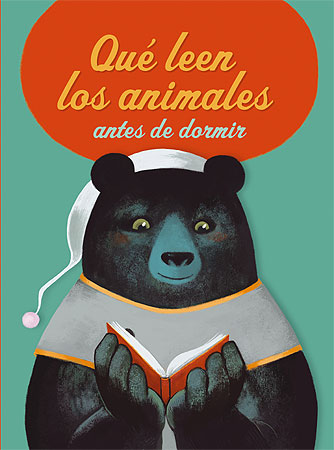 Qué leen
los animales
antes de dormir